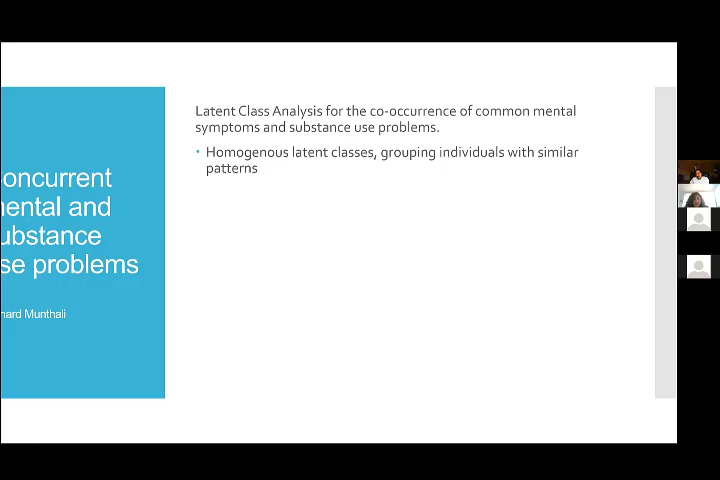 oncurrent
ental and
ubstance
se problems
hard Munthali
Latent Class Analysis for the co-occurrence of common mental
symptoms and substance use problems.
• Homogenous latent classes, grouping individuals with similar
patterns